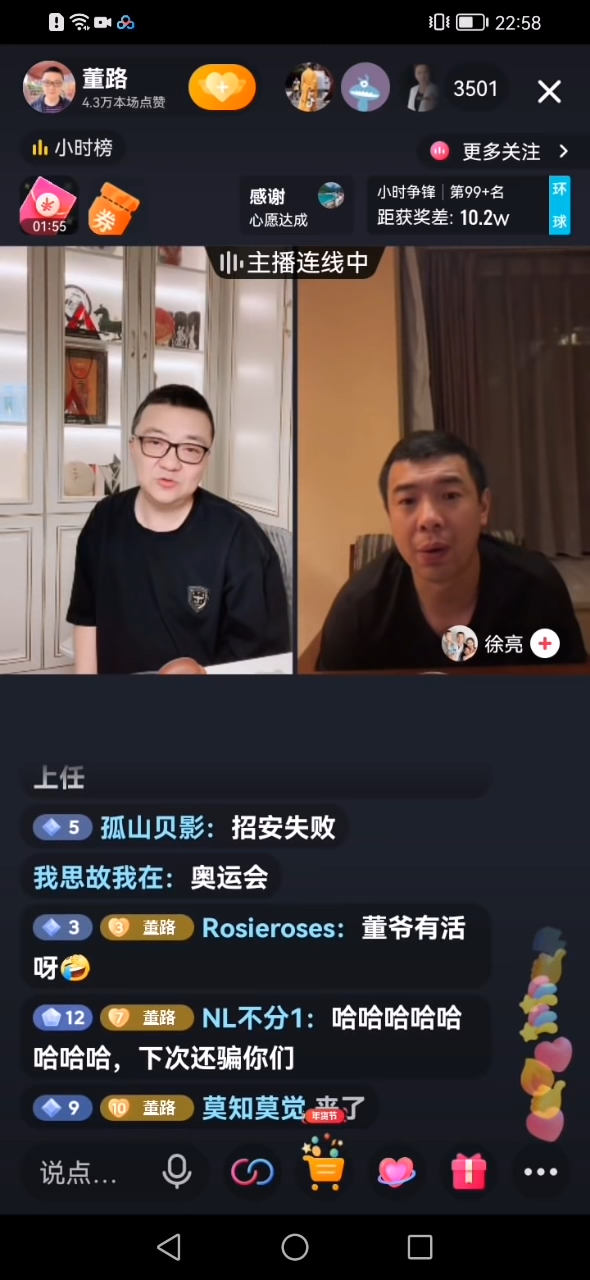 22:58
董路
4.3万本场点赞
3501
小时榜
更多关注
01:55
券
感谢
心愿达成
小时争锋|第99+名
距获奖差: 10.2w
环球
主播连线中
徐亮
上任
5 孤山贝影：招安失败
我思故我在：奥运会
3 3 董路 Rosieroses：董爷有活
呀🤣
12 7 董路 NL不分1：哈哈哈哈哈
哈哈哈，下次还骗你们
9 10 董路 莫知莫觉 来了
年货节
说点...